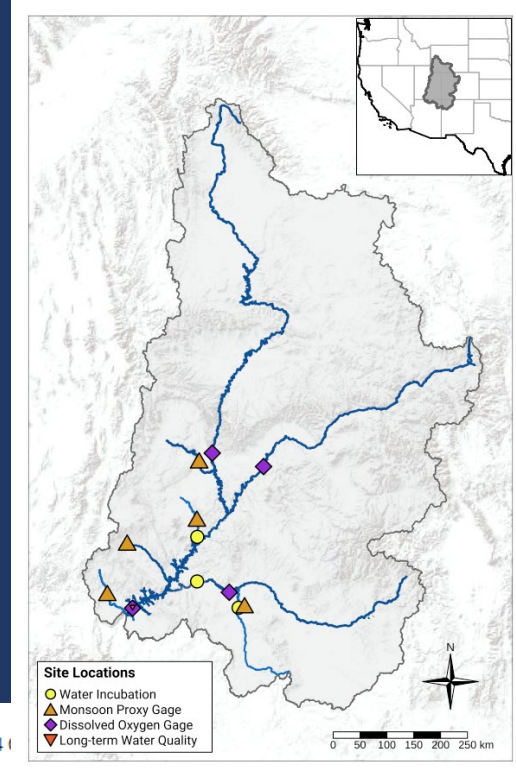 N
Site Locations
Water Incubation
Monsoon Proxy Gage
Dissolved Oxygen Gage
Long-term Water Quality
0 50 100 150 200 250 km